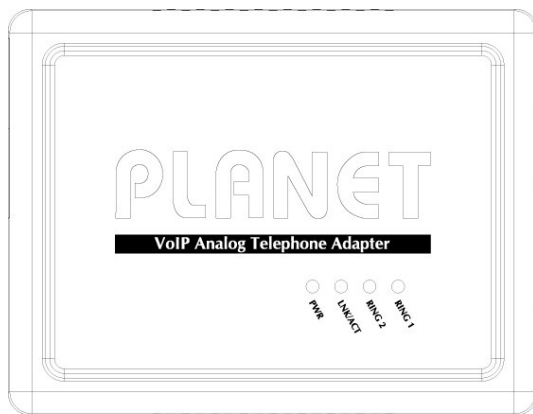 PLANET
VoIP Analog Telephone Adapter
PWR
LNK/ACT
RING 2
RING 1